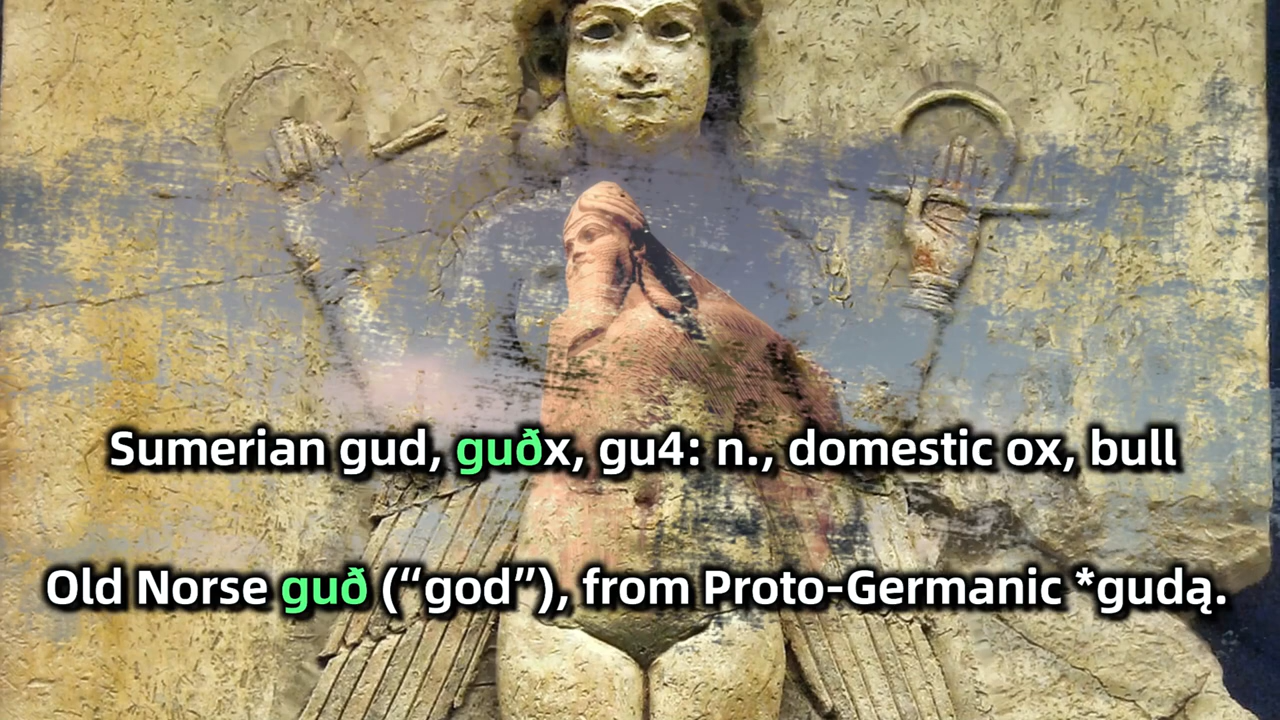 Sumerian gud, guðx, gu4: n., domestic ox, bull
Old Norse guð (“god”), from Proto-Germanic *gudą.